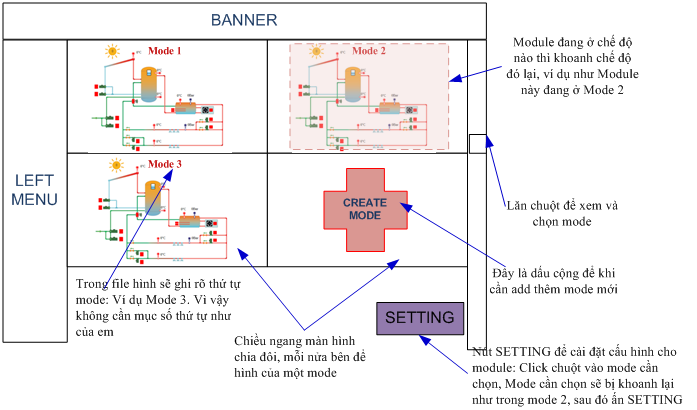 BANNER
Mode 1
Mode 2
Module đang ở chế độ
nào thì khoanh chế độ
đó lại, ví dụ như Module
này đang ở Mode 2
Mode 3
LEFT
MENU
CREATE
MODE
Lăn chuột để xem và
chọn mode
Trong file hình sẽ ghi rõ thứ tự
mode: Ví dụ Mode 3. Vì vậy
không cần mục số thứ tự như
của em
Đây là dấu cộng để khi
cần add thêm mode mới
SETTING
Chiều ngang màn hình
chia đôi, mỗi nửa bên để
hình của một mode
Nút SETTING để cài đặt cấu hình cho
module: Click chuột vào mode cần
chọn, Mode cần chọn sẽ bị khoanh lại
như trong mode 2, sau đó ấn SETTING